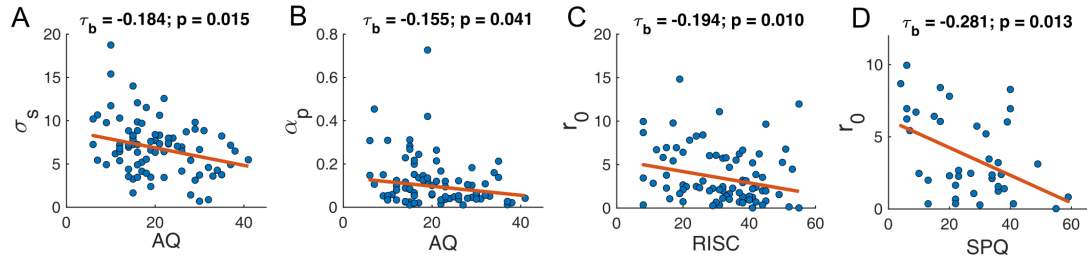 A
τb = -0.184; p = 0.015
20
15
10
5
0
0
20
40
σs
AQ
B
τb = -0.155; p = 0.041
0.8
0.6
0.4
0.2
0
0
20
40
αp
AQ
C
τb = -0.194; p = 0.010
20
15
10
5
0
0
20
40
60
r0
RISC
D
τb = -0.281; p = 0.013
10
5
0
0
20
40
60
r0
SPQ